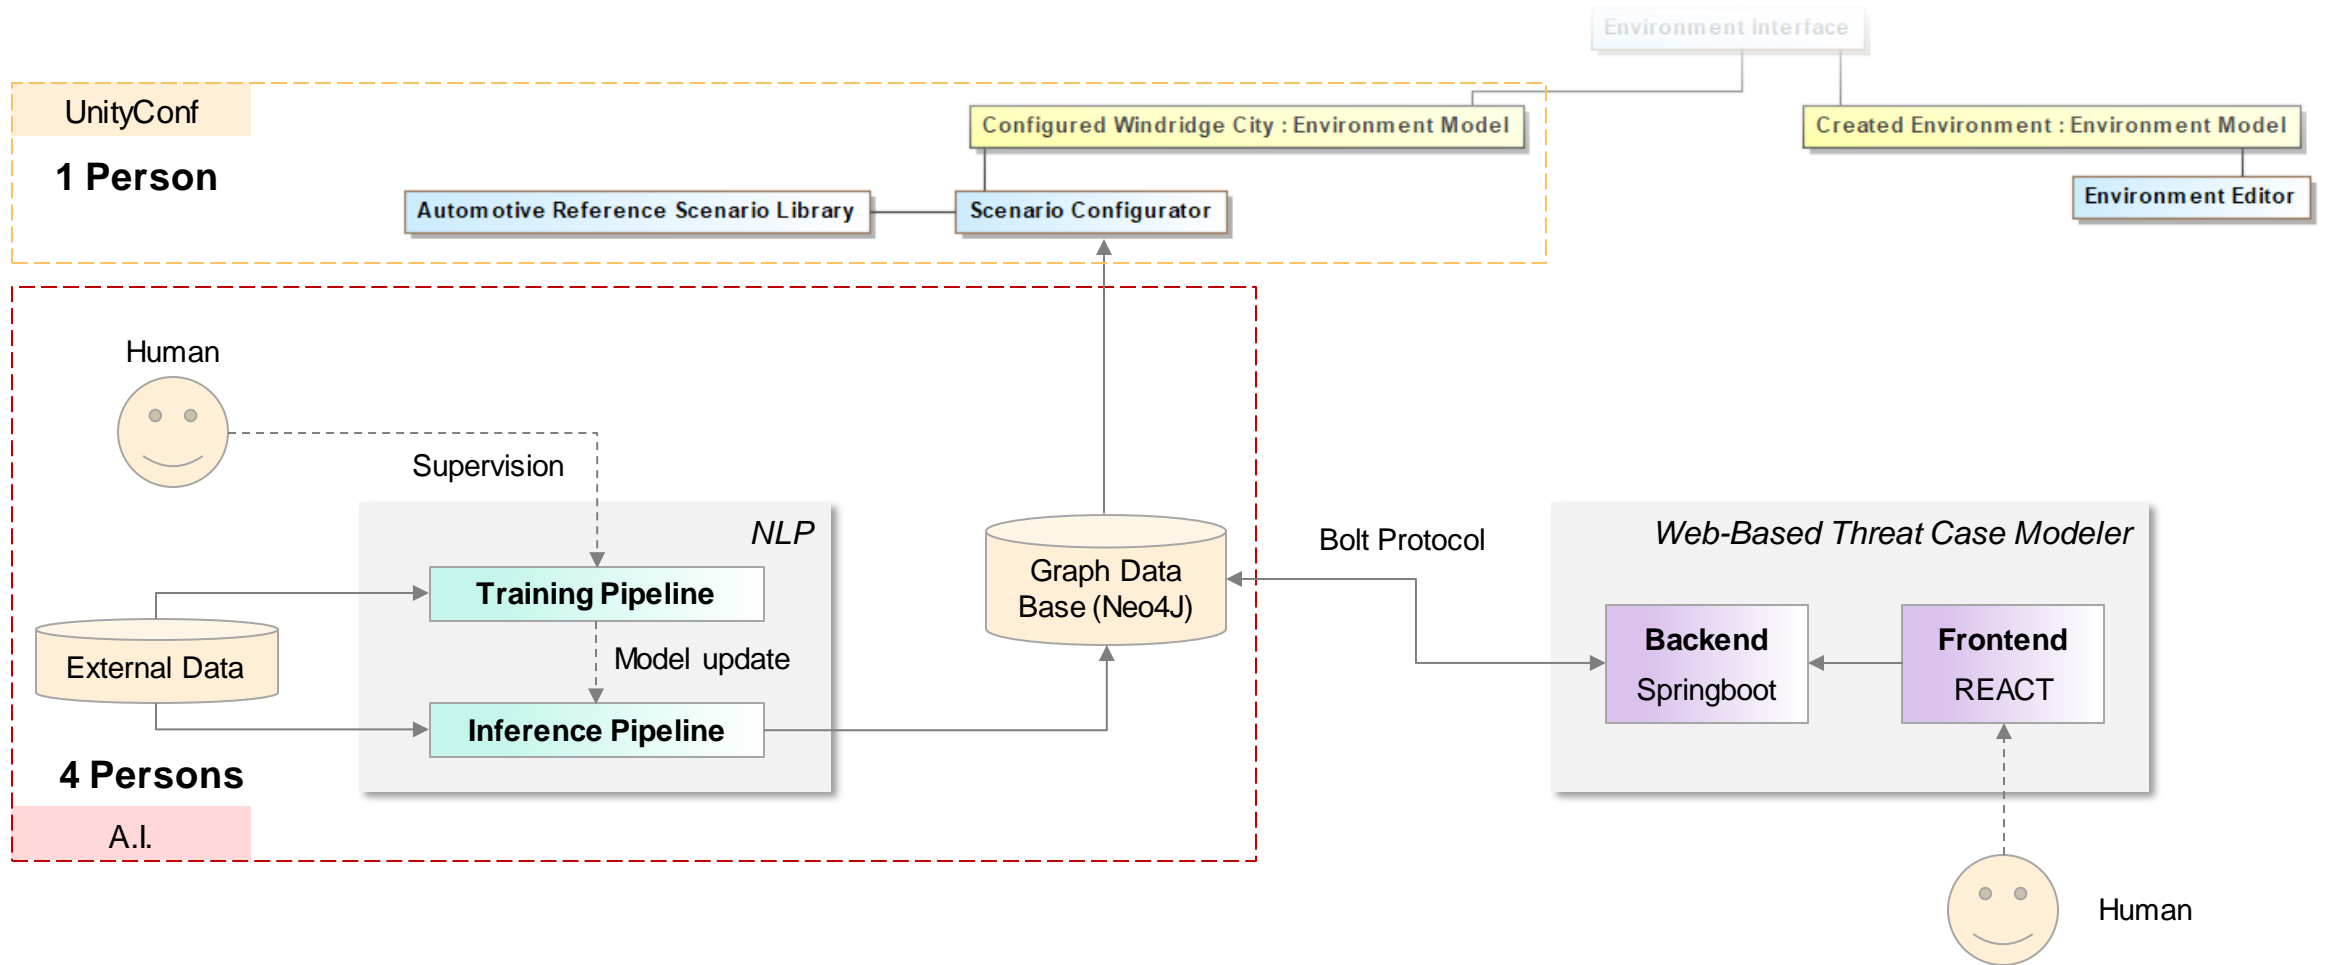 Environment Interface
UnityConf
Configured Windridge City : Environment Model
Created Environment : Environment Model
1 Person
Automotive Reference Scenario Library
Scenario Configurator
Environment Editor
Human
Supervision
NLP
Training Pipeline
Model update
Inference Pipeline
External Data
4 Persons
A.I.
Graph Data
Base (Neo4J)
Bolt Protocol
Web-Based Threat Case Modeler
Backend
Springboot
Frontend
REACT
Human